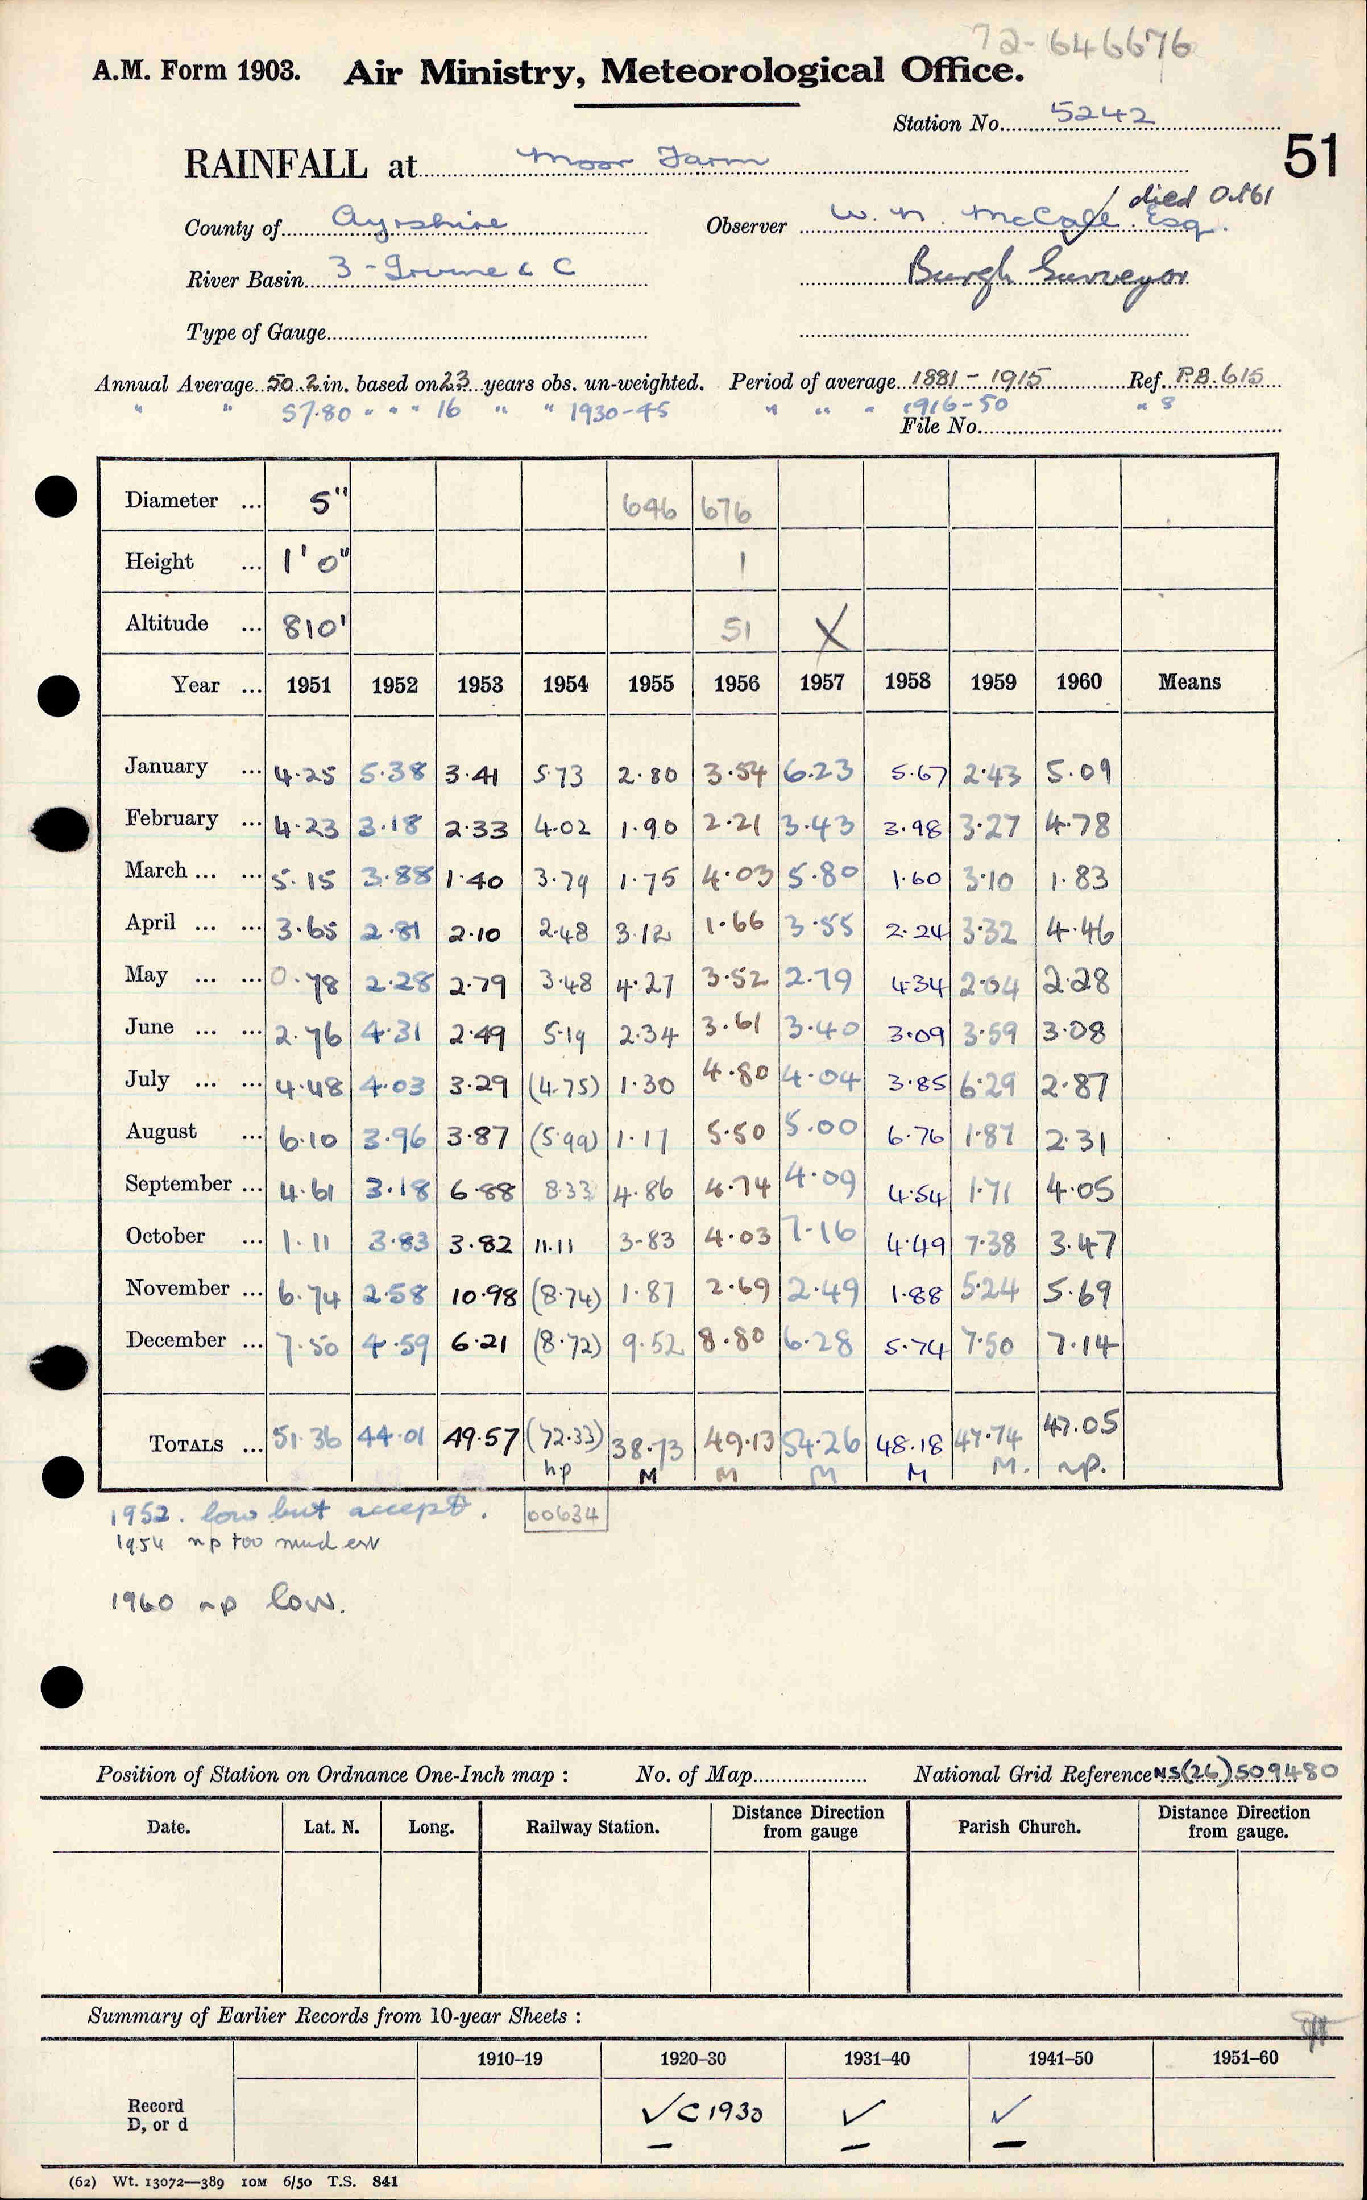 72-646676
A.M. Form 1903. Air Ministry, Meteorological Office.
Station No. 5242
51
RAINFALL at Moor Farm
died Oct 61
County of Ayrshire Observer W. N. McCall Esq.
River Basin 3 - Irvine & C Burgh Surveyor
Type of Gauge
Annual Average 50.2 in. based on 23 years obs. un-weighted. Period of average 1881 - 1915 Ref. P.B. 615
" " 57.80 " " " 16 " " 1930-45 " " " 1916-50 " 8
File No.
Diameter ... 5" 646 676
Height ... 1' 0" 1
Altitude ... 810' 51 X
Year ... 1951 1952 1953 1954 1955 1956 1957 1958 1959 1960 Means
January ... 4.25 5.38 3.41 5.73 2.80 3.54 6.23 5.67 2.43 5.09
February ... 4.23 3.18 2.33 4.02 1.90 2.21 3.43 3.98 3.27 4.78
March ... ... 5.15 3.88 1.40 3.79 1.75 4.03 5.80 1.60 3.10 1.83
April ... ... 3.65 2.81 2.10 2.48 3.12 1.66 3.55 2.24 3.32 4.46
May ... ... 0.78 2.28 2.79 3.48 4.27 3.52 2.79 4.34 2.04 2.28
June ... ... 2.76 4.31 2.49 5.19 2.34 3.61 3.40 3.09 3.59 3.08
July ... ... 4.48 4.03 3.29 (4.75) 1.30 4.80 4.04 3.85 6.29 2.87
August ... 6.10 3.96 3.87 (5.99) 1.17 5.50 5.00 6.76 1.87 2.31
September ... 4.61 3.18 6.88 8.33 4.86 4.74 4.09 4.54 1.71 4.05
October ... 1.11 3.83 3.82 11.11 3.83 4.03 7.16 4.49 7.38 3.47
November ... 6.74 2.58 10.98 (8.74) 1.87 2.69 2.49 1.88 5.24 5.69
December ... 7.50 4.59 6.21 (8.72) 9.52 8.80 6.28 5.74 7.50 7.14
TOTALS ... 51.36 44.01 49.57 (72.33) 38.73 49.13 54.26 48.18 47.74 47.05
np M M M M M. np.
1952. low but accept. 00634
1954 np too much est
1960 np low.
Position of Station on Ordnance One-Inch map : No. of Map National Grid Reference NS(26)509480
Date. Lat. N. Long. Railway Station. Distance Direction from gauge Parish Church. Distance Direction from gauge.
Summary of Earlier Records from 10-year Sheets :
1910–19 1920–30 1931–40 1941–50 1951–60
Record D, or d ✓ C 1930 ✓ ✓
(62) Wt. 13072—389 10M 6/50 T.S. 841